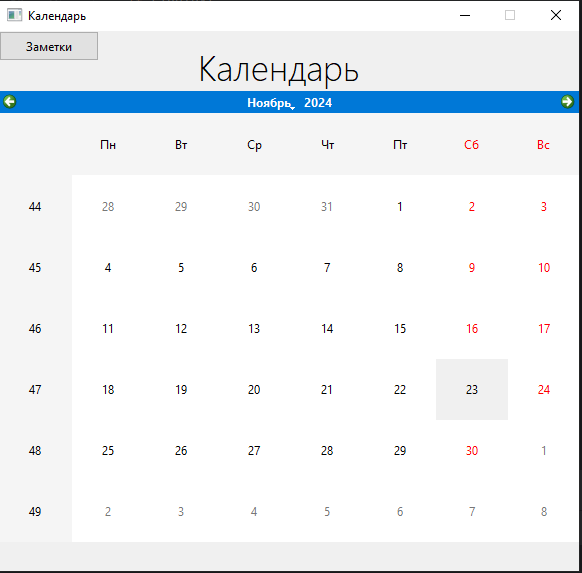 Календарь
Заметки
Календарь
Ноябрь, 2024
Пн Вт Ср Чт Пт Сб Вс
44 28 29 30 31 1 2 3
45 4 5 6 7 8 9 10
46 11 12 13 14 15 16 17
47 18 19 20 21 22 23 24
48 25 26 27 28 29 30 1
49 2 3 4 5 6 7 8